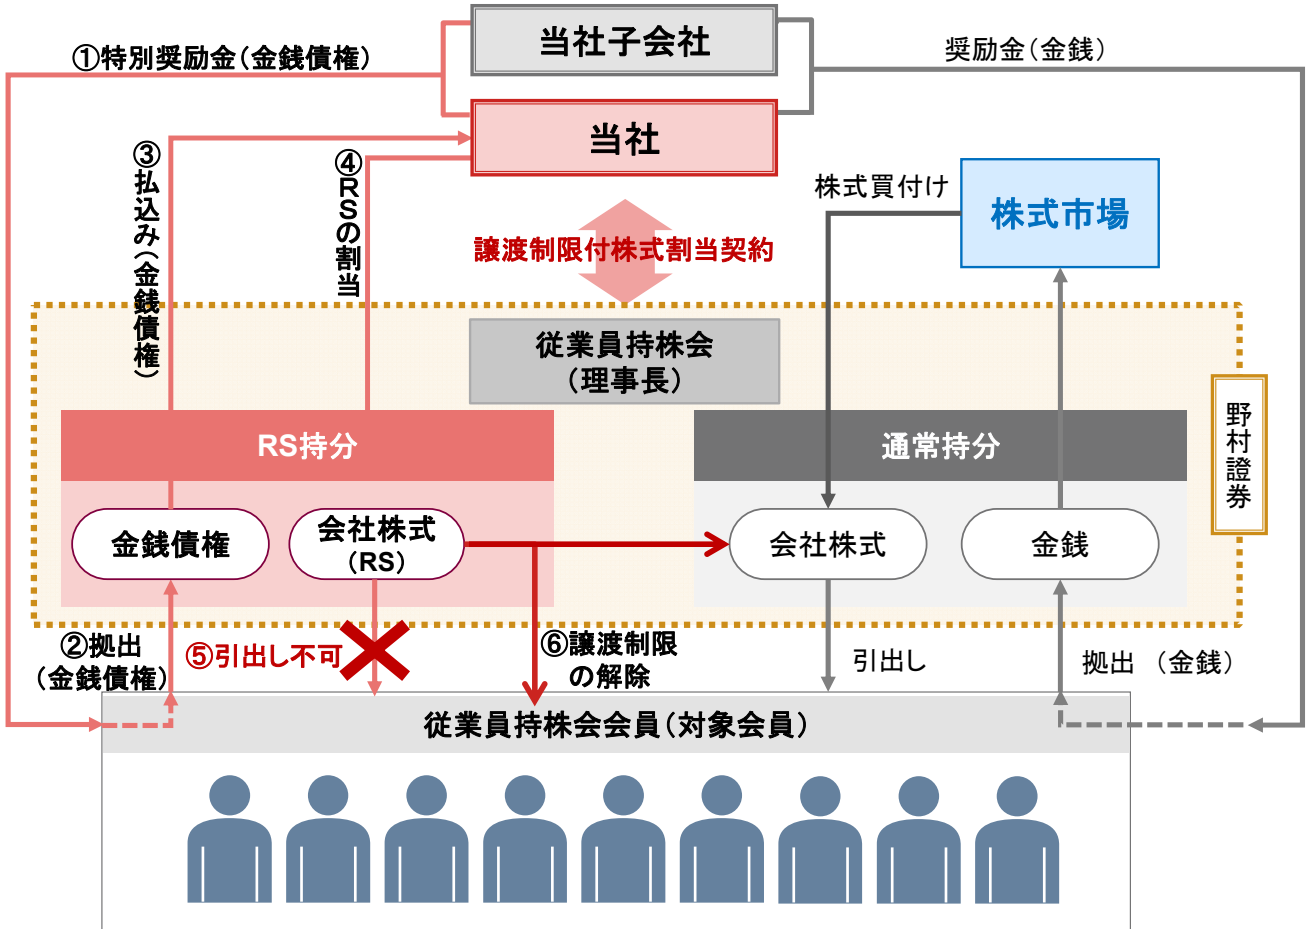 当社子会社
①特別奨励金（金銭債権）
奨励金（金銭）
当社
③払込み（金銭債権）
④RSの割当
株式買付け
株式市場
譲渡制限付株式割当契約
従業員持株会
（理事長）
野村證券
RS持分
通常持分
金銭債権
会社株式
（RS）
会社株式
金銭
②拠出
（金銭債権）
⑤引出し不可
⑥譲渡制限
の解除
引出し
拠出 （金銭）
従業員持株会会員（対象会員）